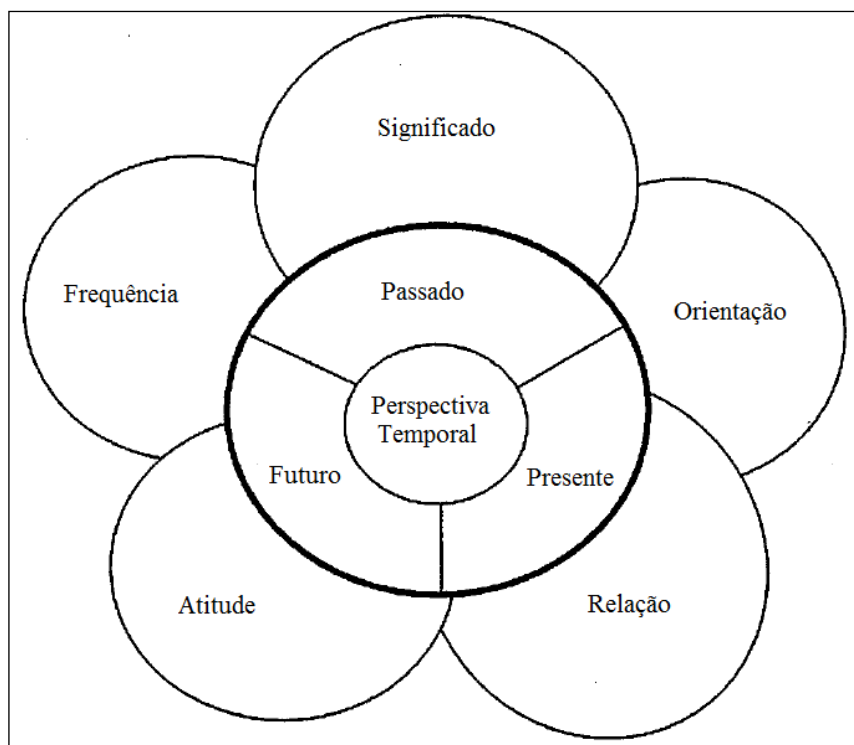 Significado
Frequência
Passado
Orientação
Perspectiva
Temporal
Futuro
Presente
Atitude
Relação